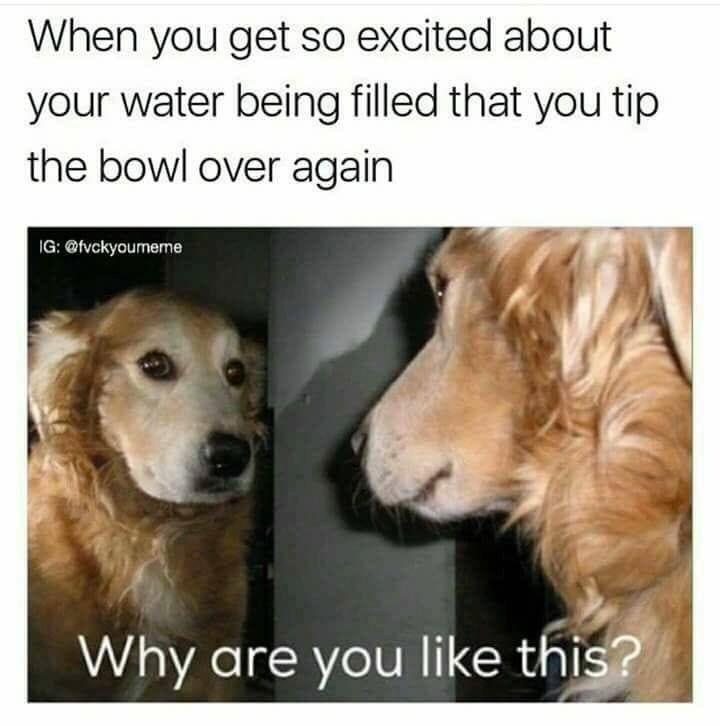 When you get so excited about
your water being filled that you tip
the bowl over again
IG: @fvckyoumeme
Why are you like this?